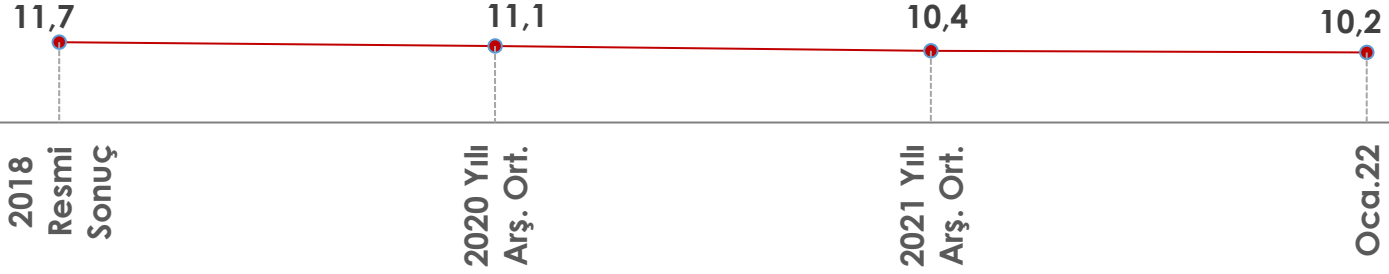 11,7
11,1
10,4
10,2
2018
Resmi
Sonuç
2020 Yılı
Arş. Ort.
2021 Yılı
Arş. Ort.
Oca.22